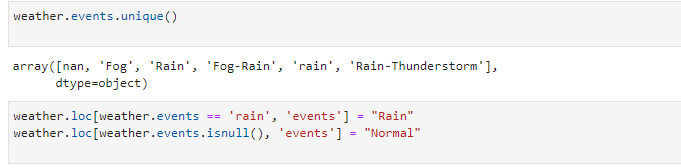 weather.events.unique()
array([nan, 'Fog', 'Rain', 'Fog-Rain', 'rain', 'Rain-Thunderstorm'],
      dtype=object)
weather.loc[weather.events == 'rain', 'events'] = "Rain"
weather.loc[weather.events.isnull(), 'events'] = "Normal"